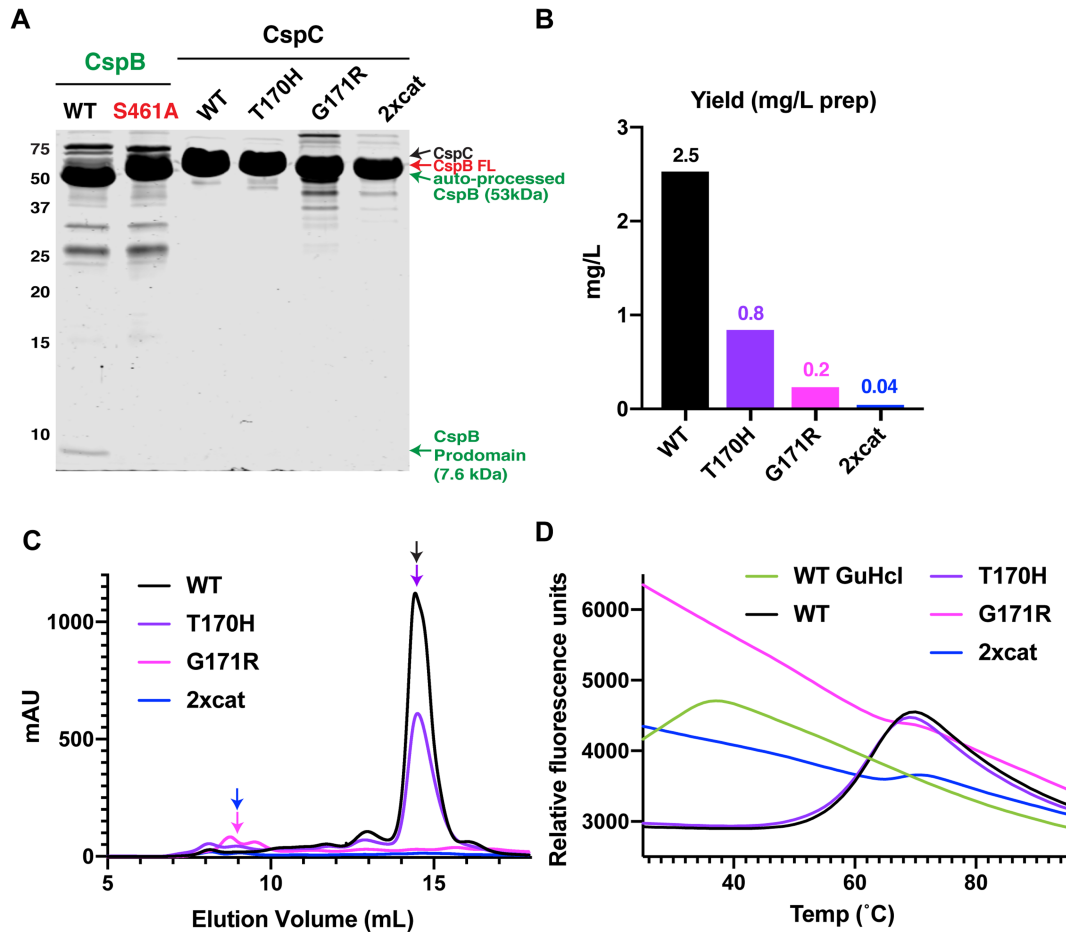 A
CspC
CspB
WT S461A WT T170H G171R 2xcat
75
50
37
25
20
15
10
CspC
CspB FL
auto-processed
CspB (53kDa)
CspB
Prodomain
(7.6 kDa)
B
Yield (mg/L prep)
mg/L
3
2
1
0
2.5
0.8
0.2
0.04
WT T170H G171R 2xcat
C
WT
T170H
G171R
2xcat
mAU
1000
500
0
5 10 15
Elution Volume (mL)
D
WT GuHcl T170H
WT G171R
2xcat
Relative fluorescence units
6000
5000
4000
3000
40 60 80
Temp (˚C)